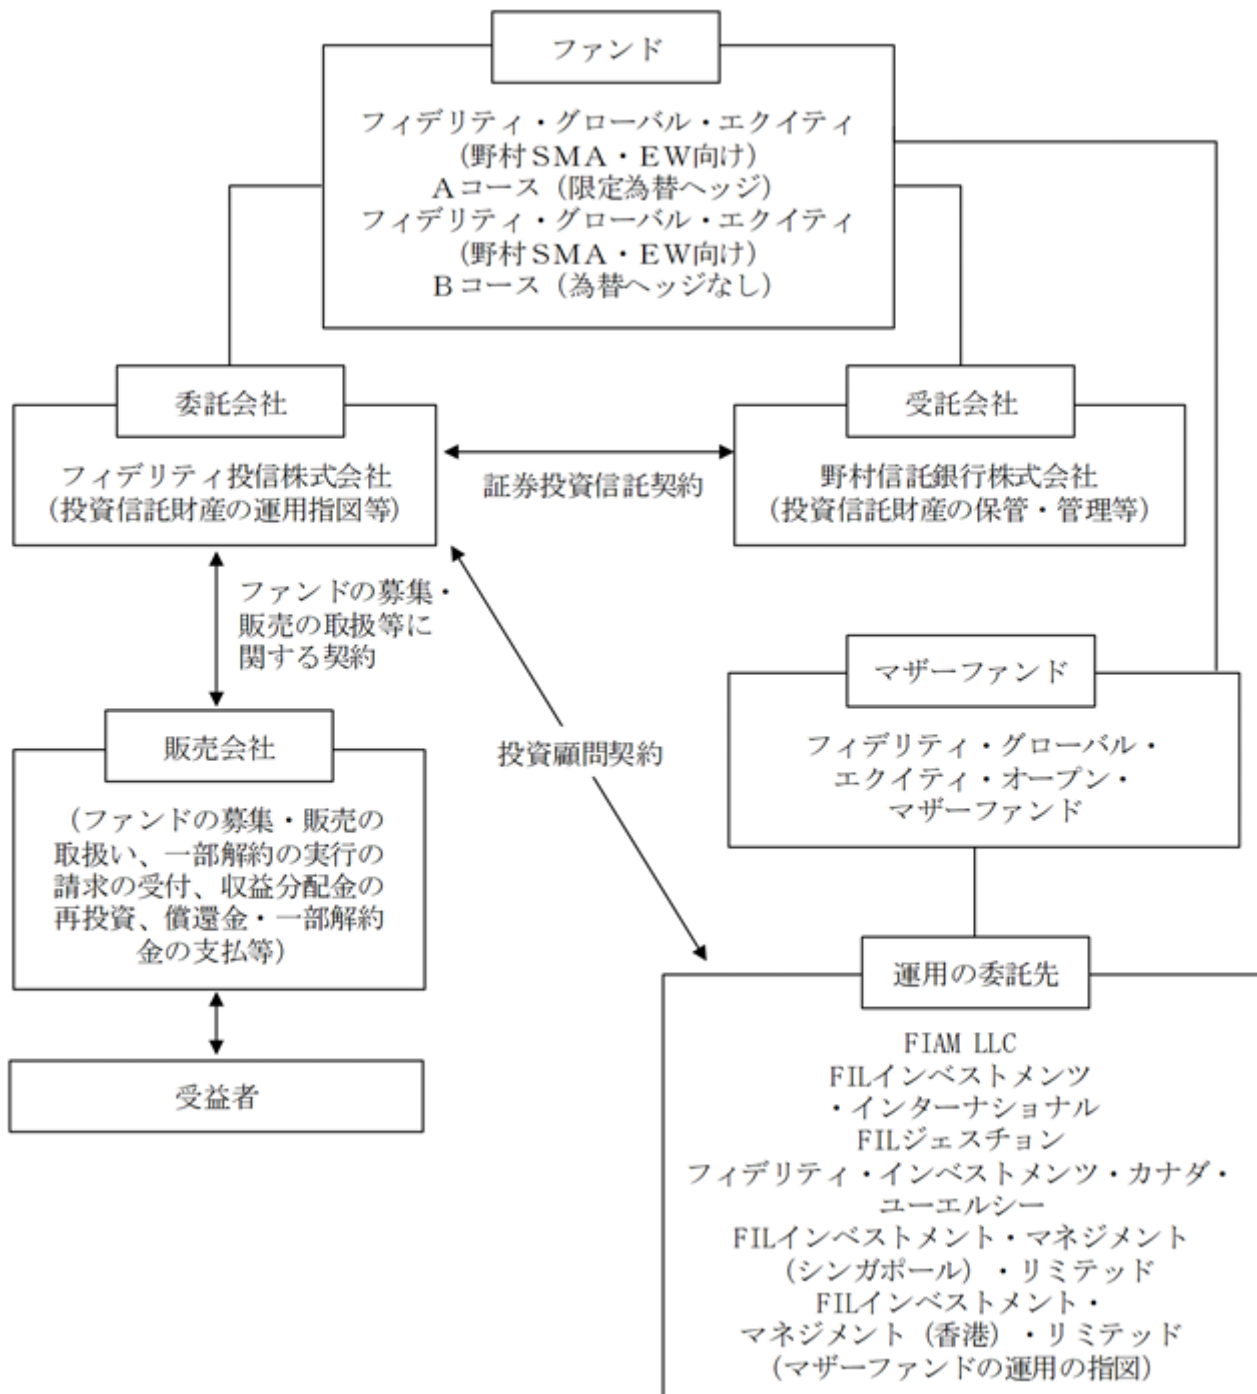 ファンド
フィデリティ・グローバル・エクイティ
(野村SMA・EW向け)
Aコース(限定為替ヘッジ)
フィデリティ・グローバル・エクイティ
(野村SMA・EW向け)
Bコース(為替ヘッジなし)
委託会社
フィデリティ投信株式会社
(投資信託財産の運用指図等)
証券投資信託契約
受託会社
野村信託銀行株式会社
(投資信託財産の保管・管理等)
ファンドの募集・
販売の取扱等に
関する契約
投資顧問契約
マザーファンド
フィデリティ・グローバル・
エクイティ・オープン・
マザーファンド
販売会社
(ファンドの募集・販売の
取扱い、一部解約の実行の
請求の受付、収益分配金の
再投資、償還金・一部解約
金の支払等)
受益者
運用の委託先
FIAM LLC
FILインベストメンツ
・インターナショナル
FILジェスチョン
フィデリティ・インベストメンツ・カナダ・
ユーエルシー
FILインベストメント・マネジメント
(シンガポール)・リミテッド
FILインベストメント・
マネジメント(香港)・リミテッド
(マザーファンドの運用の指図)